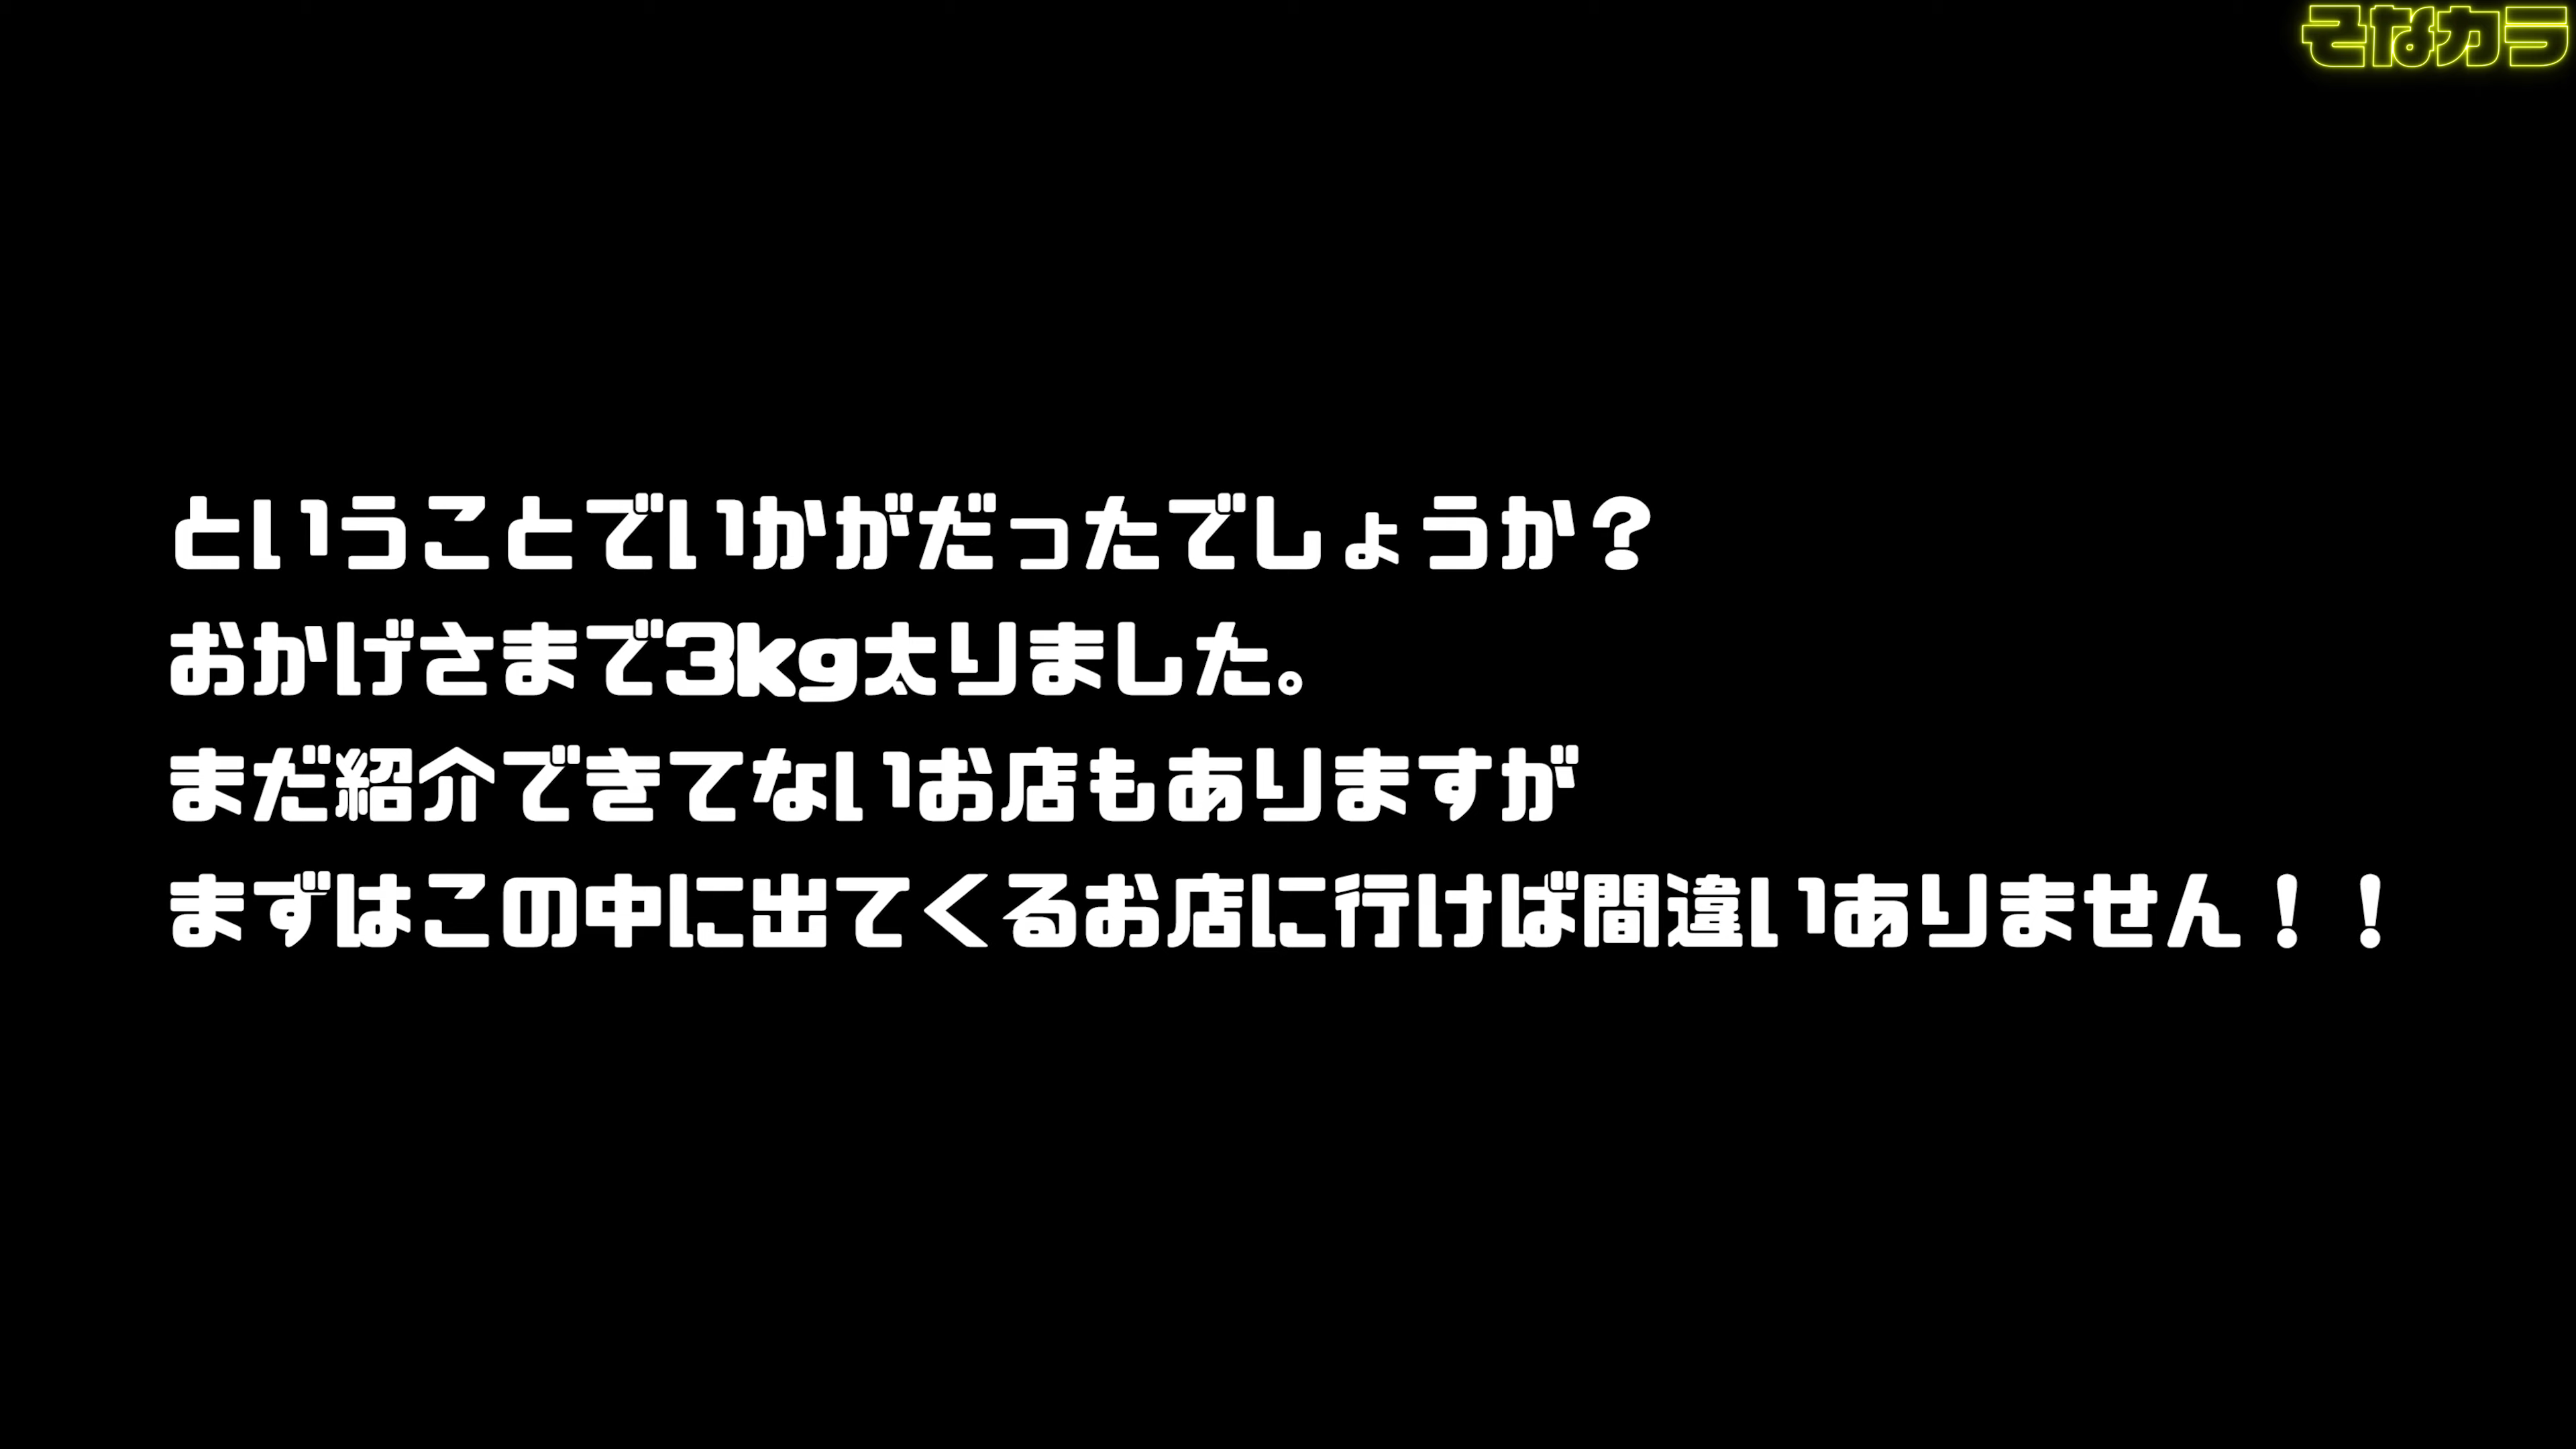 そなカラ
ということでいかがだったでしょうか？
おかげさまで3kg太りました。
まだ紹介できてないお店もありますが
まずはこの中に出てくるお店に行けば間違いありません！！